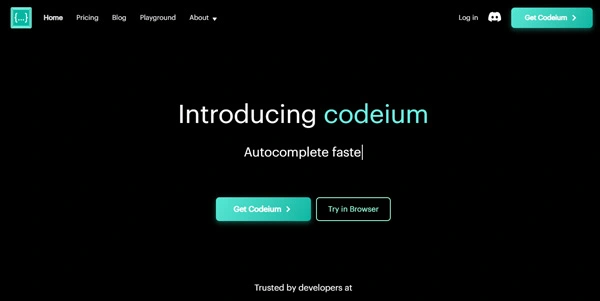 {...} Home Pricing Blog Playground About Log in Get Codeium
Introducing codeium
Autocomplete faste
Get Codeium Try in Browser
Trusted by developers at